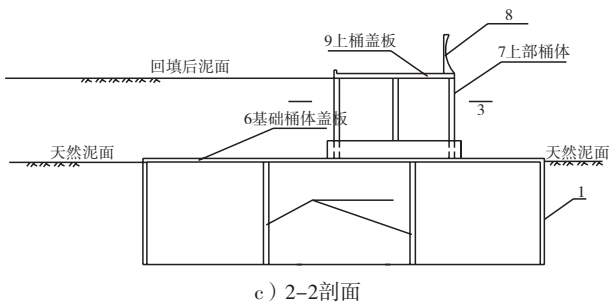 8
9上桶盖板
7上部桶体
回填后泥面
3
6基础桶体盖板
天然泥面
天然泥面
1
c）2-2剖面